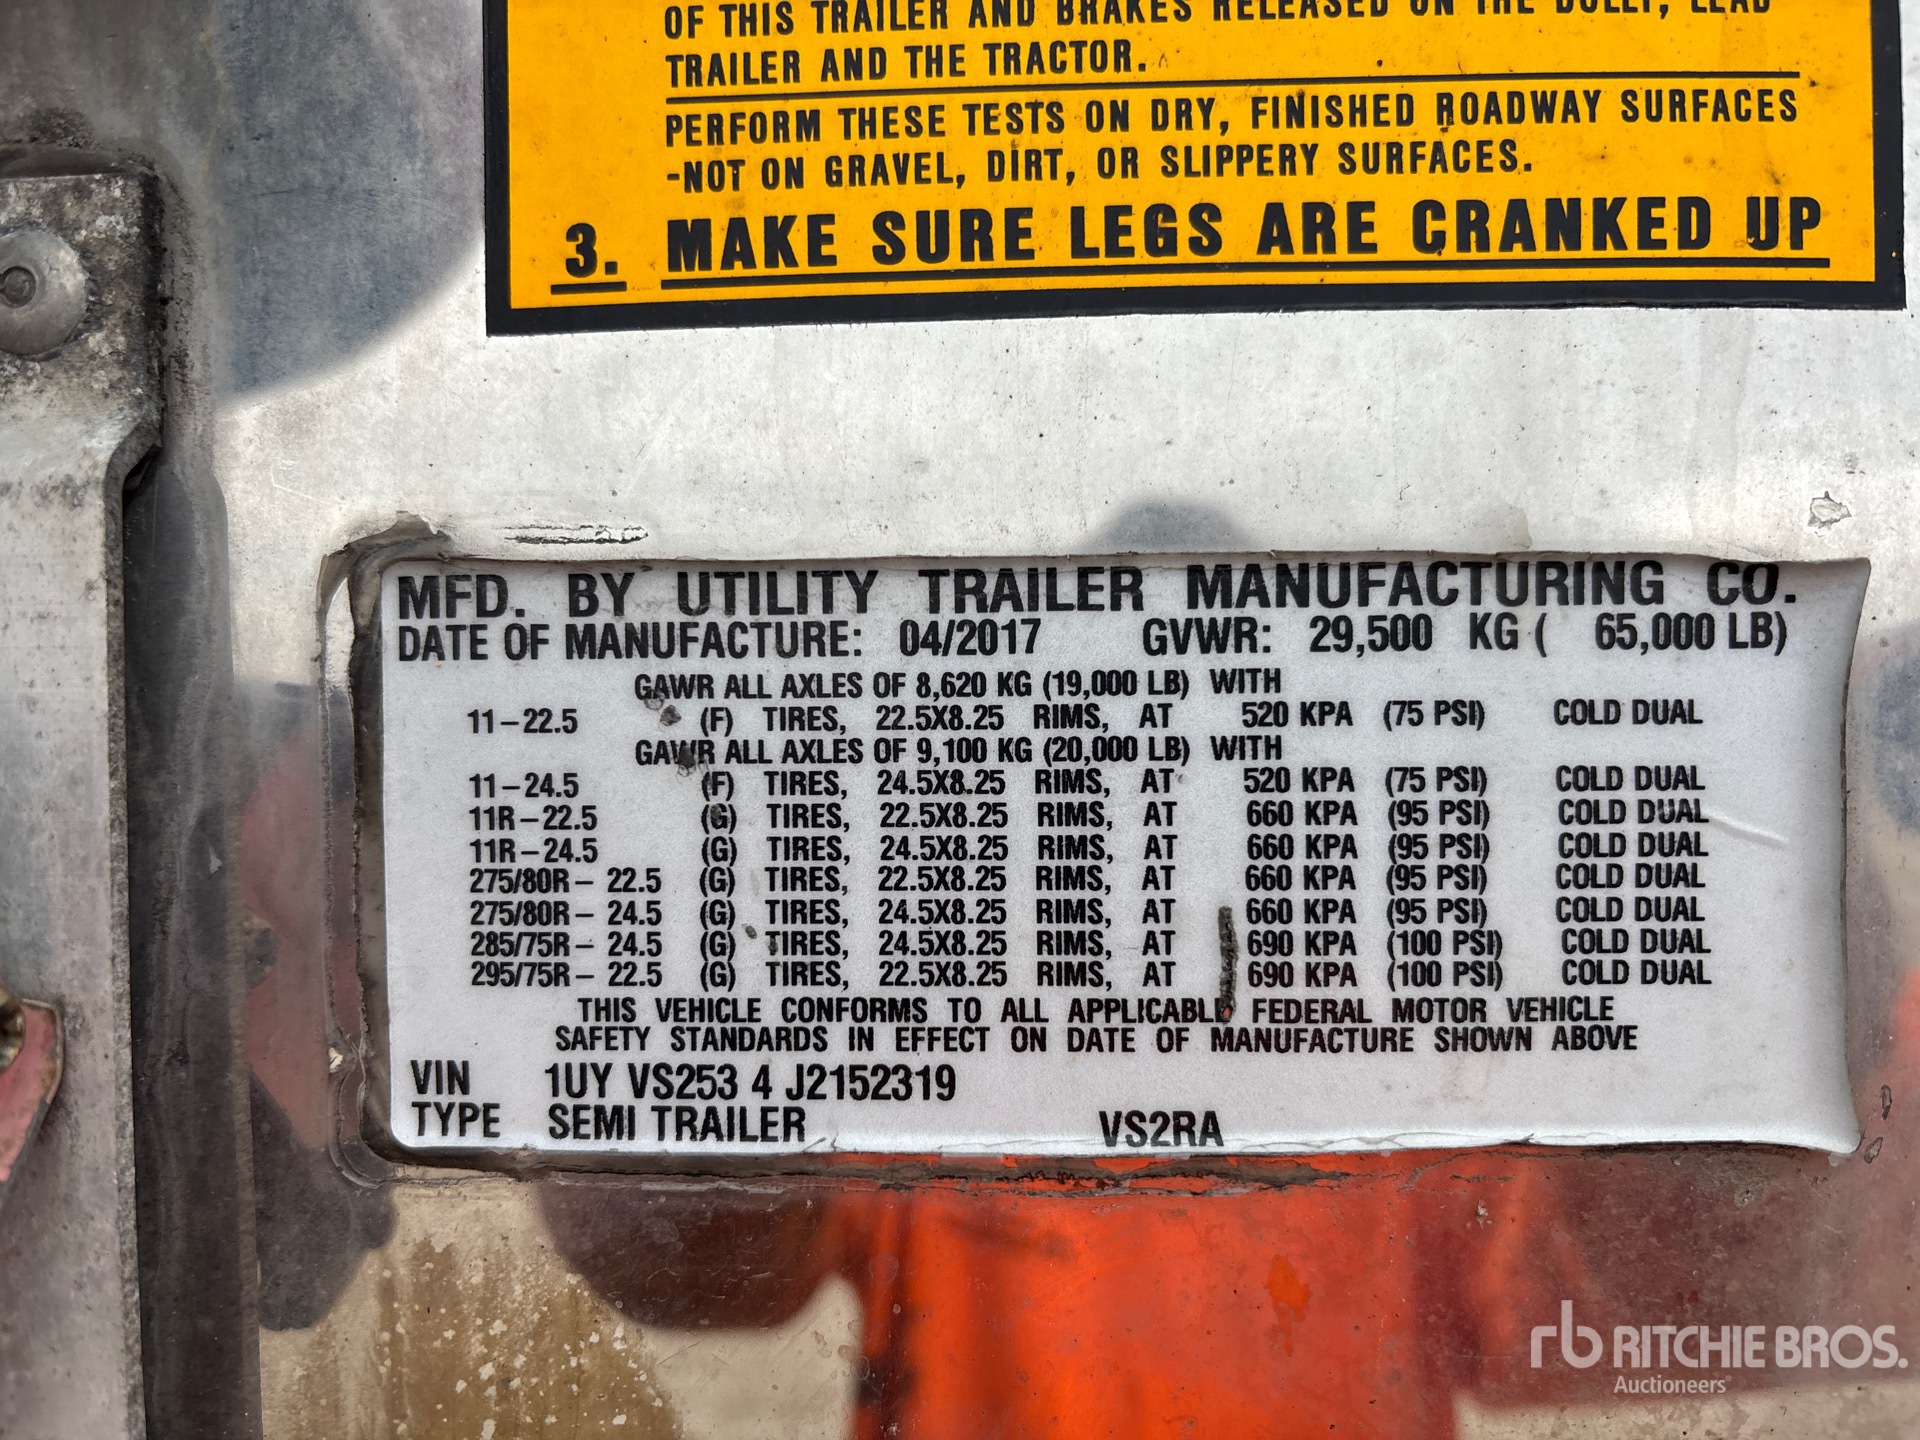 OF THIS TRAILER AND BRAKES RELEASED ON THE DOLLY, LEAD
TRAILER AND THE TRACTOR.
PERFORM THESE TESTS ON DRY, FINISHED ROADWAY SURFACES
-NOT ON GRAVEL, DIRT, OR SLIPPERY SURFACES.
3. MAKE SURE LEGS ARE CRANKED UP
MFD. BY UTILITY TRAILER MANUFACTURING CO.
DATE OF MANUFACTURE: 04/2017 GVWR: 29,500 KG ( 65,000 LB)
GAWR ALL AXLES OF 8,620 KG (19,000 LB) WITH
11-22.5 (F) TIRES, 22.5X8.25 RIMS, AT 520 KPA (75 PSI) COLD DUAL
GAWR ALL AXLES OF 9,100 KG (20,000 LB) WITH
11-24.5 (F) TIRES, 24.5X8.25 RIMS, AT 520 KPA (75 PSI) COLD DUAL
11R-22.5 (G) TIRES, 22.5X8.25 RIMS, AT 660 KPA (95 PSI) COLD DUAL
11R-24.5 (G) TIRES, 24.5X8.25 RIMS, AT 660 KPA (95 PSI) COLD DUAL
275/80R- 22.5 (G) TIRES, 22.5X8.25 RIMS, AT 660 KPA (95 PSI) COLD DUAL
275/80R- 24.5 (G) TIRES, 24.5X8.25 RIMS, AT 660 KPA (95 PSI) COLD DUAL
285/75R- 24.5 (G) TIRES, 24.5X8.25 RIMS, AT 690 KPA (100 PSI) COLD DUAL
295/75R- 22.5 (G) TIRES, 22.5X8.25 RIMS, AT 690 KPA (100 PSI) COLD DUAL
THIS VEHICLE CONFORMS TO ALL APPLICABLE FEDERAL MOTOR VEHICLE
SAFETY STANDARDS IN EFFECT ON DATE OF MANUFACTURE SHOWN ABOVE
VIN 1UY VS253 4 J2152319
TYPE SEMI TRAILER VS2RA
rb RITCHIE BROS.
Auctioneers